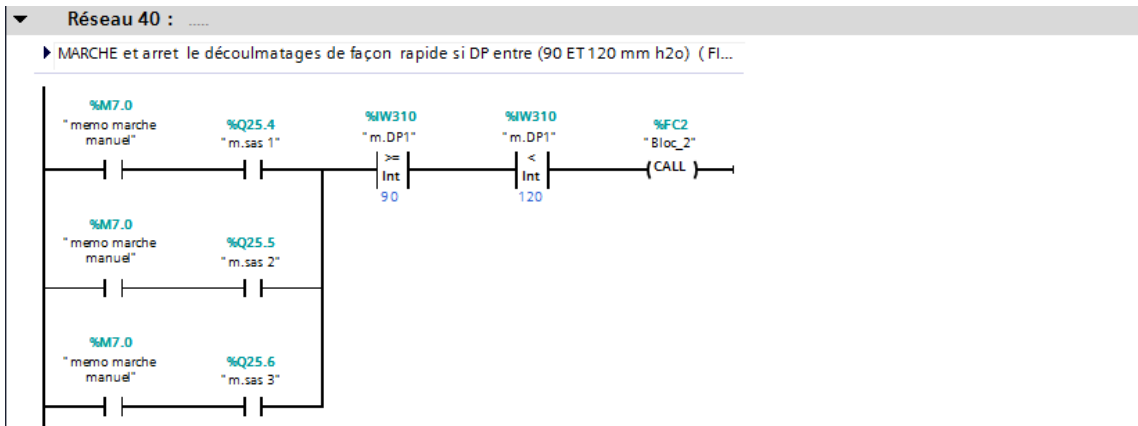 Réseau 40 : .....
MARCHE et arret le découlmatages de façon rapide si DP entre (90 ET 120 mm h2o) ( FI...
%M7.0
"memo marche manuel"
%Q25.4
"m.sas 1"
%IW310
"m.DP1"
>=
Int
90
%IW310
"m.DP1"
<
Int
120
%FC2
"Bloc_2"
CALL
%M7.0
"memo marche manuel"
%Q25.5
"m.sas 2"
%M7.0
"memo marche manuel"
%Q25.6
"m.sas 3"